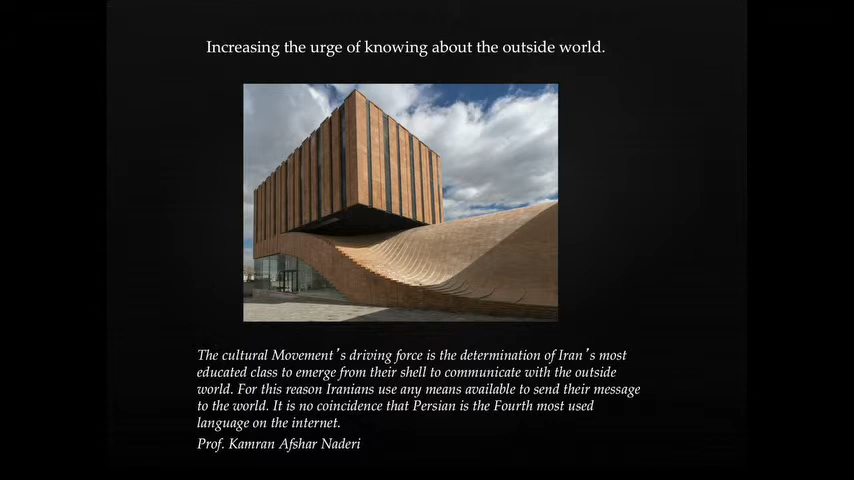 Increasing the urge of knowing about the outside world.
The cultural Movement's driving force is the determination of Iran's most
educated class to emerge from their shell to communicate with the outside
world. For this reason Iranians use any means available to send their message
to the world. It is no coincidence that Persian is the Fourth most used
language on the internet.
Prof. Kamran Afshar Naderi